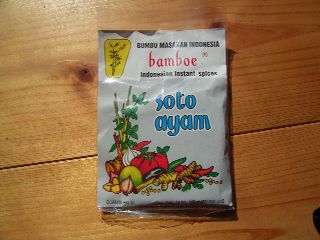 BUMBU MASAKAN INDONESIA
bamboe ®
Indonesian Instant spices
soto
ayam